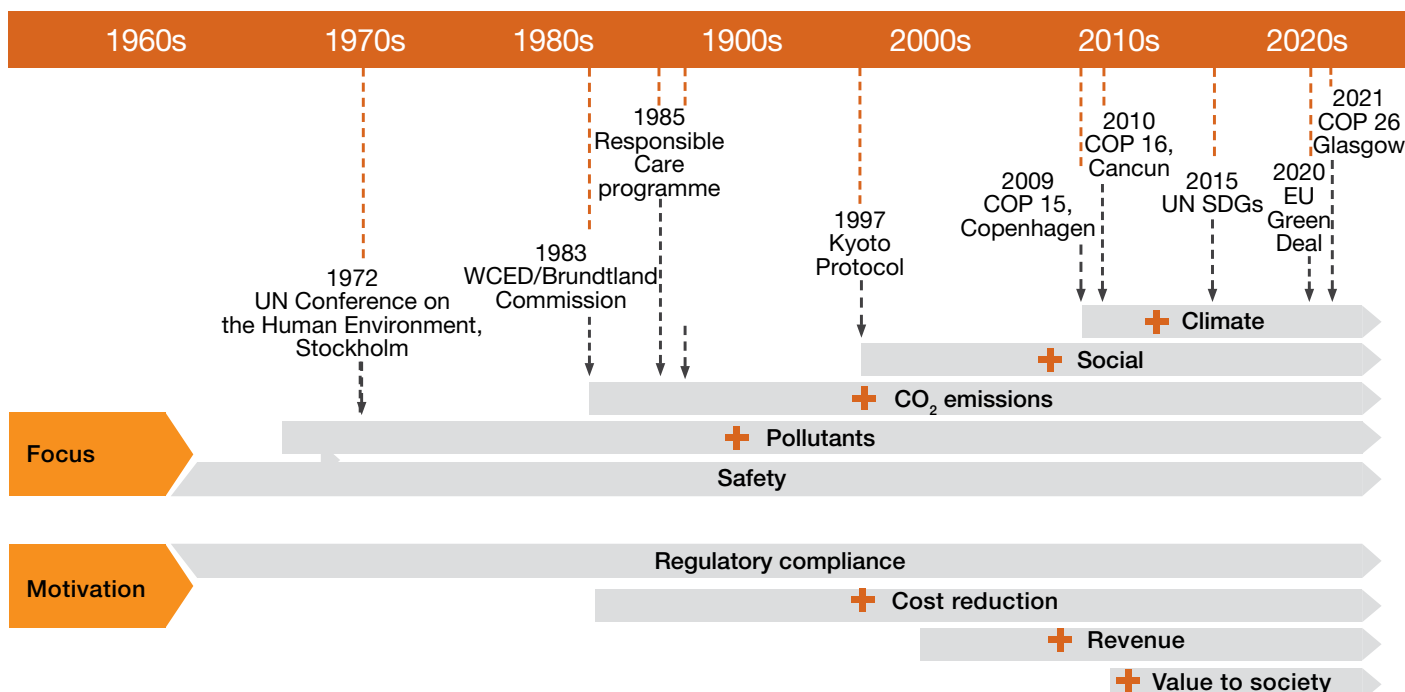 1960s 1970s 1980s 1900s 2000s 2010s 2020s
1972
UN Conference on
the Human Environment,
Stockholm
1983
WCED/Brundtland
Commission
1985
Responsible
Care
programme
1997
Kyoto
Protocol
2009
COP 15,
Copenhagen
2010
COP 16,
Cancun
2015
UN SDGs
2020
EU
Green
Deal
2021
COP 26
Glasgow
Focus
Climate
Social
CO₂ emissions
Pollutants
Safety
Motivation
Regulatory compliance
Cost reduction
Revenue
Value to society